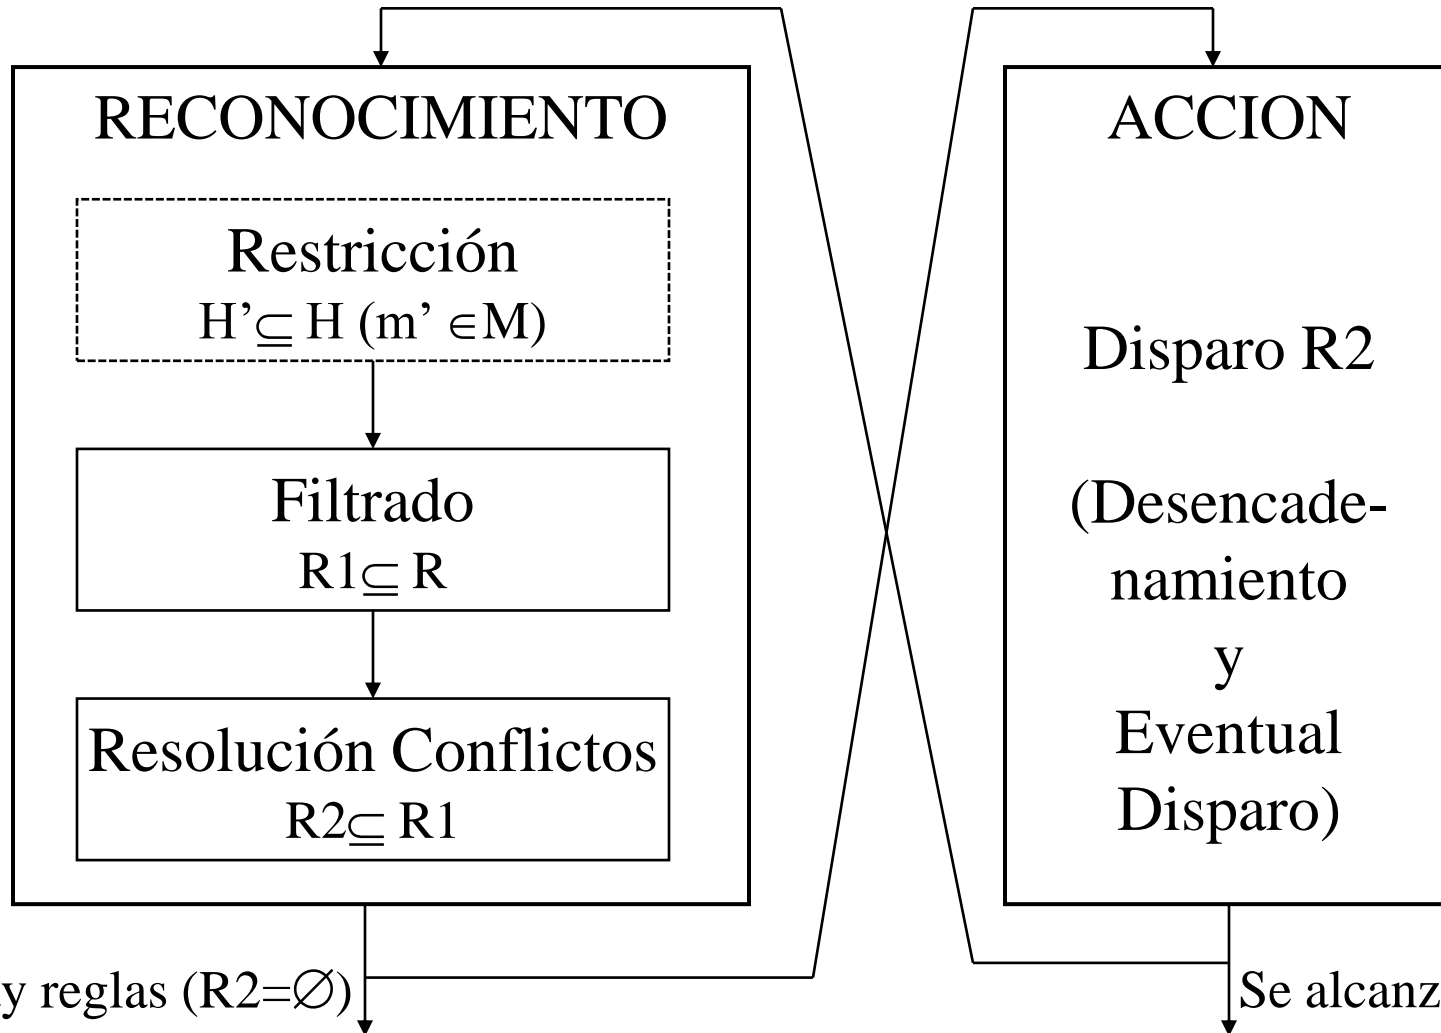 RECONOCIMIENTO
Restricción
H’⊆ H (m’ ∈M)
Filtrado
R1⊆ R
Resolución Conflictos
R2⊆ R1
ACCION
Disparo R2
(Desencade-
namiento
y
Eventual
Disparo)
y reglas (R2=∅)
Se alcanz